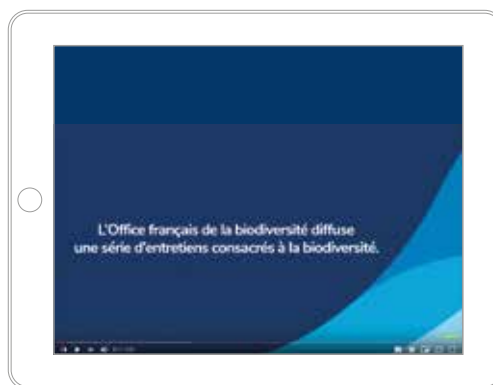 L'Office français de la biodiversité diffuse
une série d'entretiens consacrés à la biodiversité.